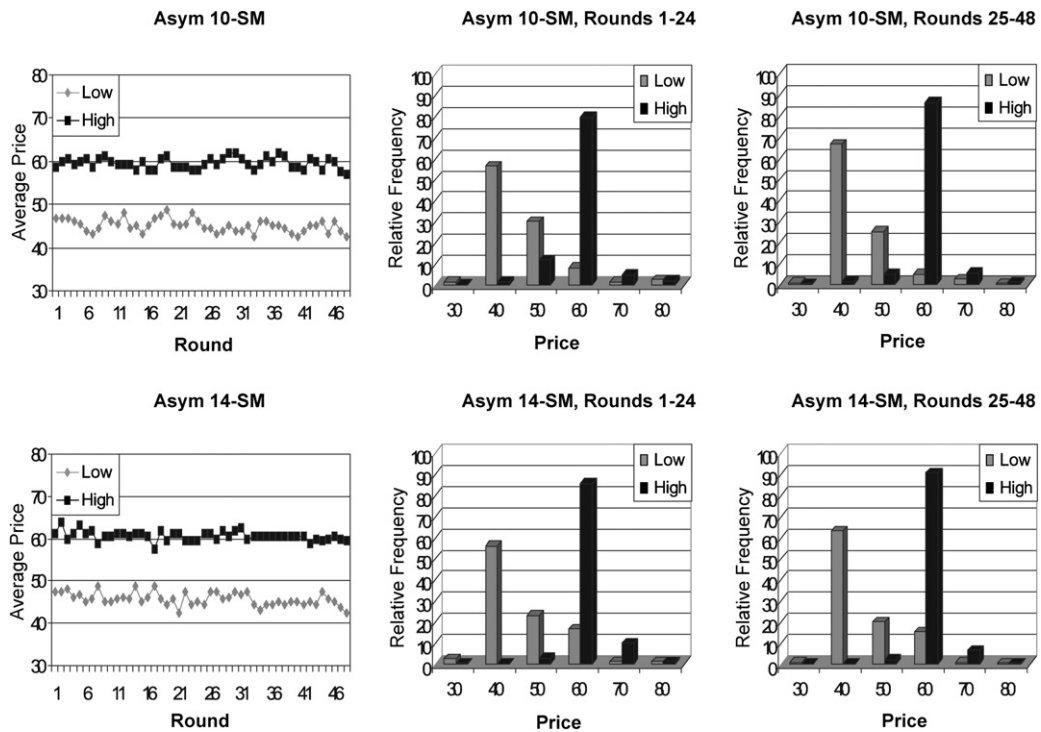 Asym 10-SM
80
70
60
50
40
30
Average Price
Low
High
1 6 11 16 21 26 31 36 41 46
Round
Asym 10-SM, Rounds 1-24
100
90
80
70
60
50
40
30
20
10
0
Relative Frequency
Low
High
30 40 50 60 70 80
Price
Asym 10-SM, Rounds 25-48
100
90
80
70
60
50
40
30
20
10
0
Relative Frequency
Low
High
30 40 50 60 70 80
Price
Asym 14-SM
80
70
60
50
40
30
Average Price
Low
High
1 6 11 16 21 26 31 36 41 46
Round
Asym 14-SM, Rounds 1-24
100
90
80
70
60
50
40
30
20
10
0
Relative Frequency
Low
High
30 40 50 60 70 80
Price
Asym 14-SM, Rounds 25-48
100
90
80
70
60
50
40
30
20
10
0
Relative Frequency
Low
High
30 40 50 60 70 80
Price